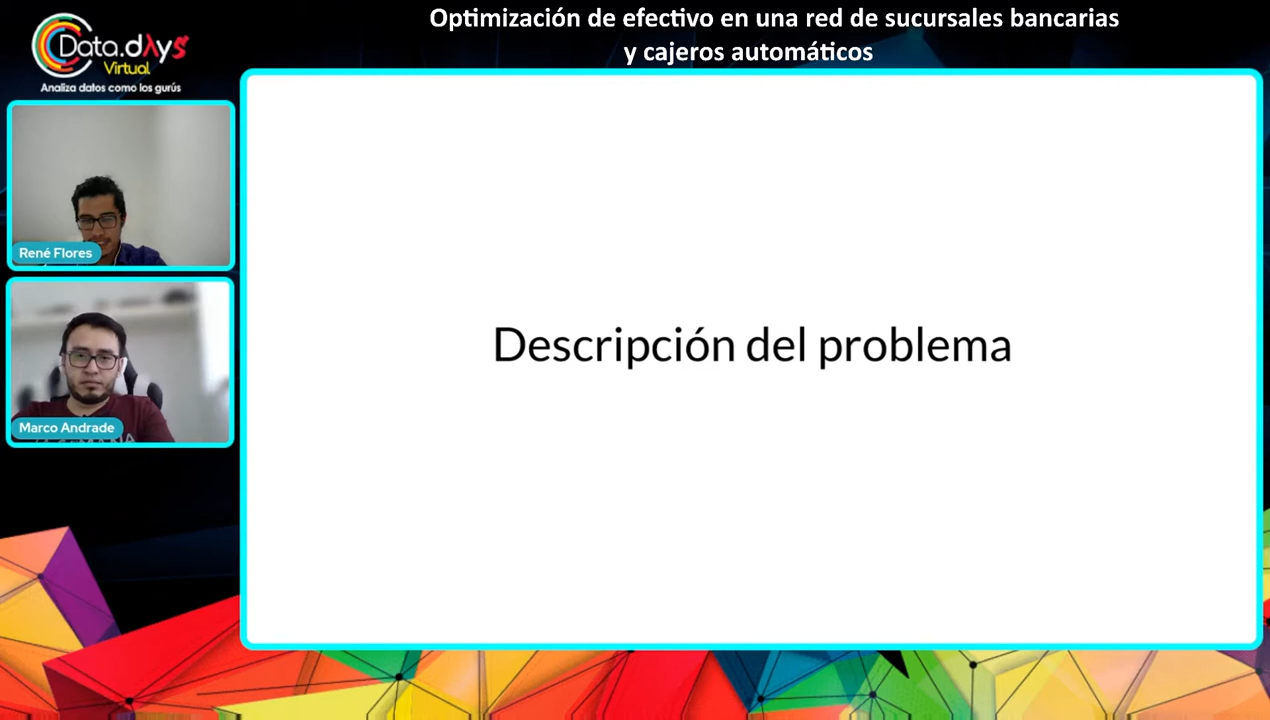 Optimización de efectivo en una red de sucursales bancarias
y cajeros automáticos
Data.dAys
Virtual
Analiza datos como los gurús
René Flores
Marco Andrade
Descripción del problema